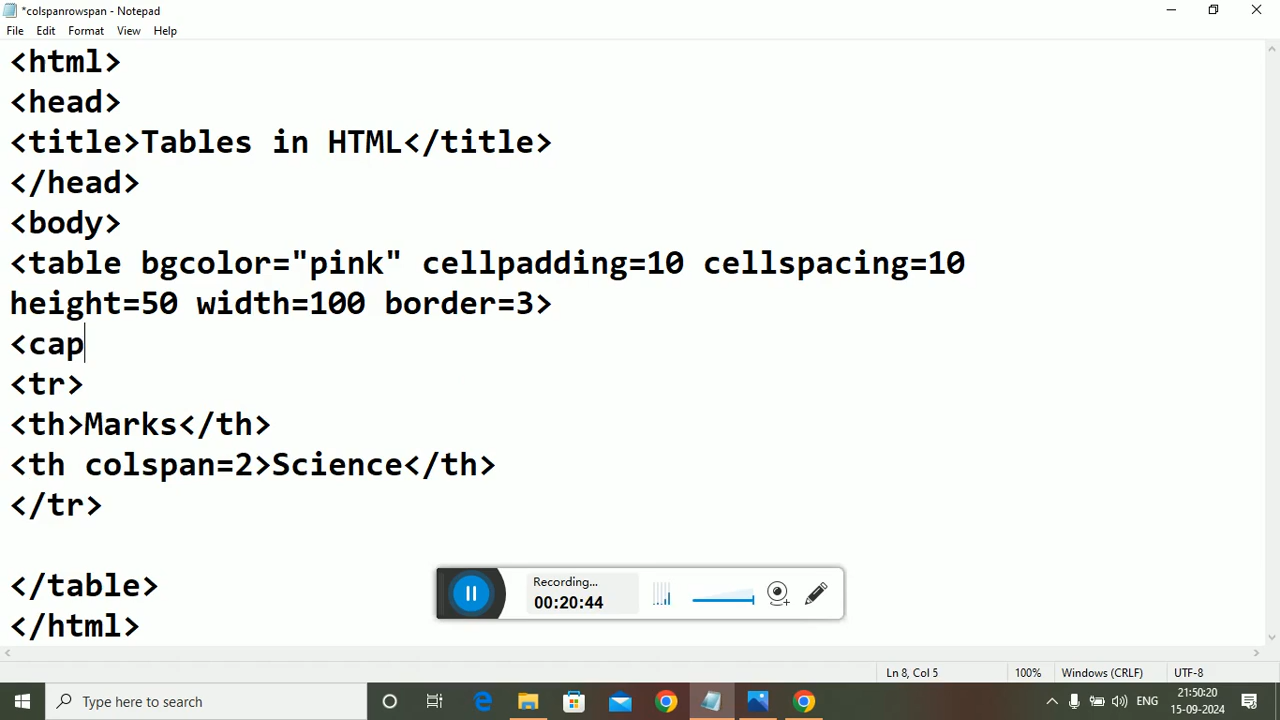 *colspanrowspan - Notepad
File Edit Format View Help
<html>
<head>
<title>Tables in HTML</title>
</head>
<body>
<table bgcolor="pink" cellpadding=10 cellspacing=10
height=50 width=100 border=3>
<cap
<tr>
<th>Marks</th>
<th colspan=2>Science</th>
</tr>
</table>
</html>
Recording...
00:20:44
Ln 8, Col 5 100% Windows (CRLF) UTF-8
Type here to search
ENG
21:50:20
15-09-2024